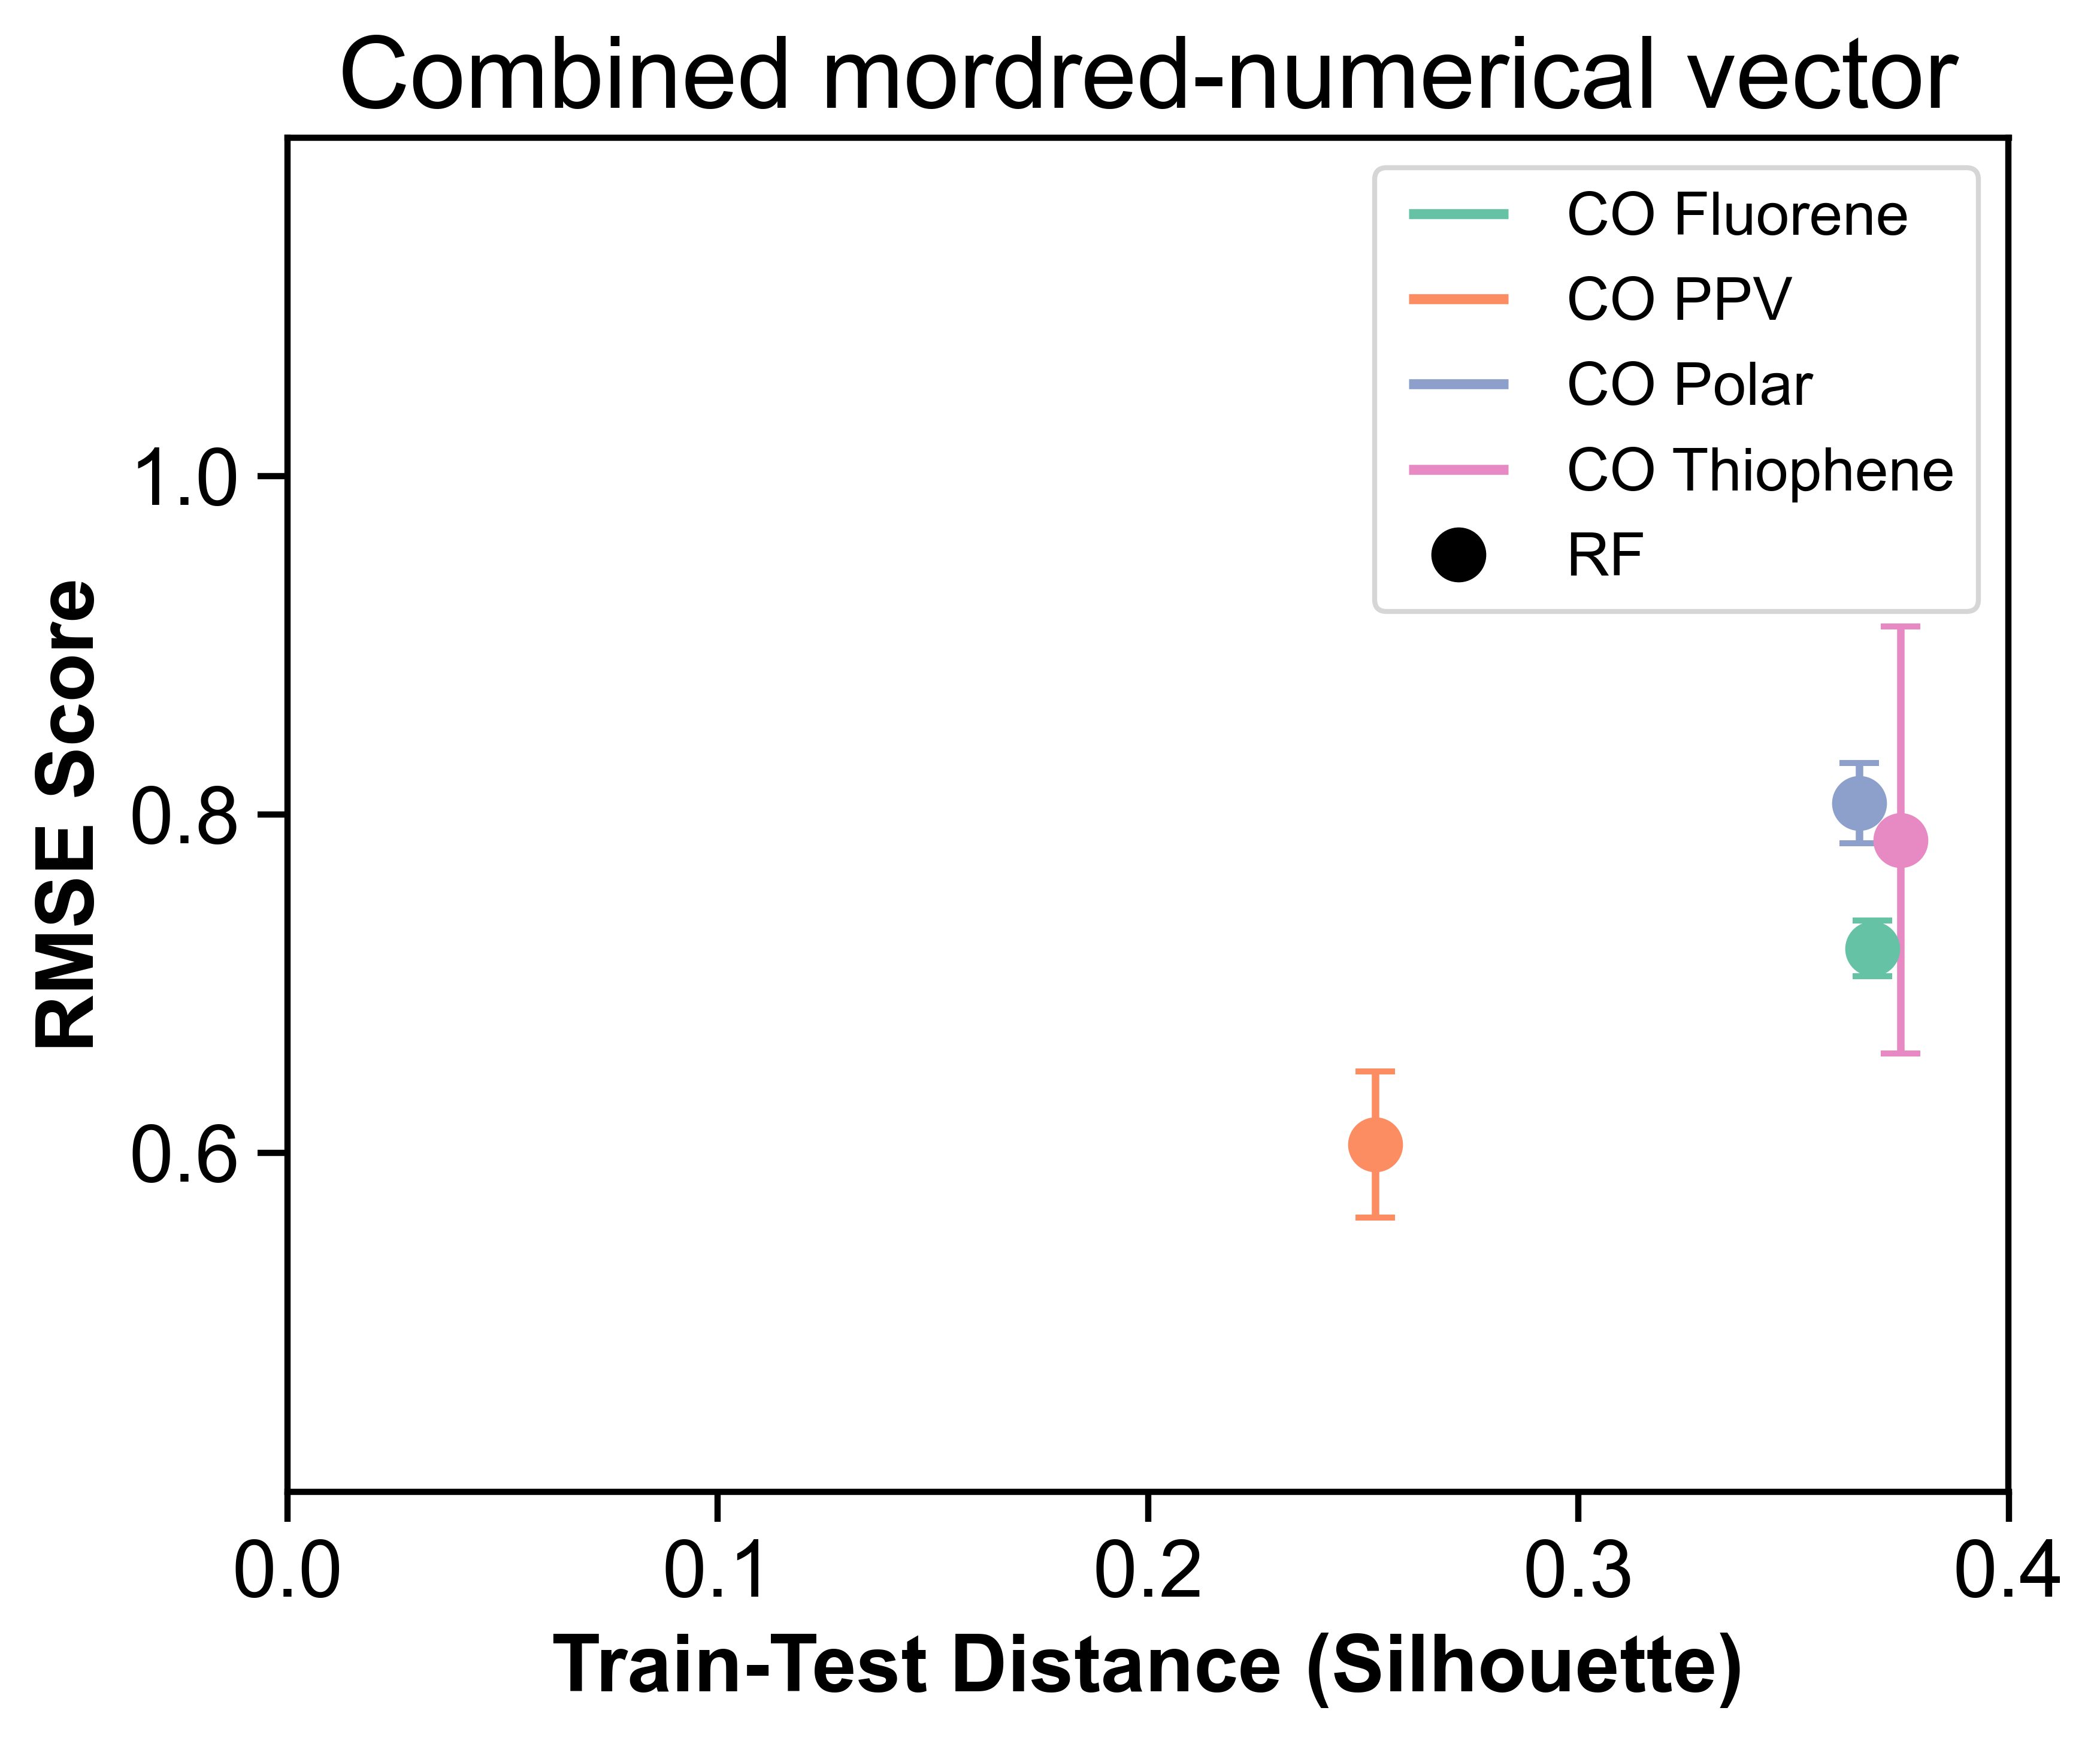 Combined mordred-numerical vector
CO Fluorene
CO PPV
CO Polar
CO Thiophene
RF
RMSE Score
1.0
0.8
0.6
0.0 0.1 0.2 0.3 0.4
Train-Test Distance (Silhouette)